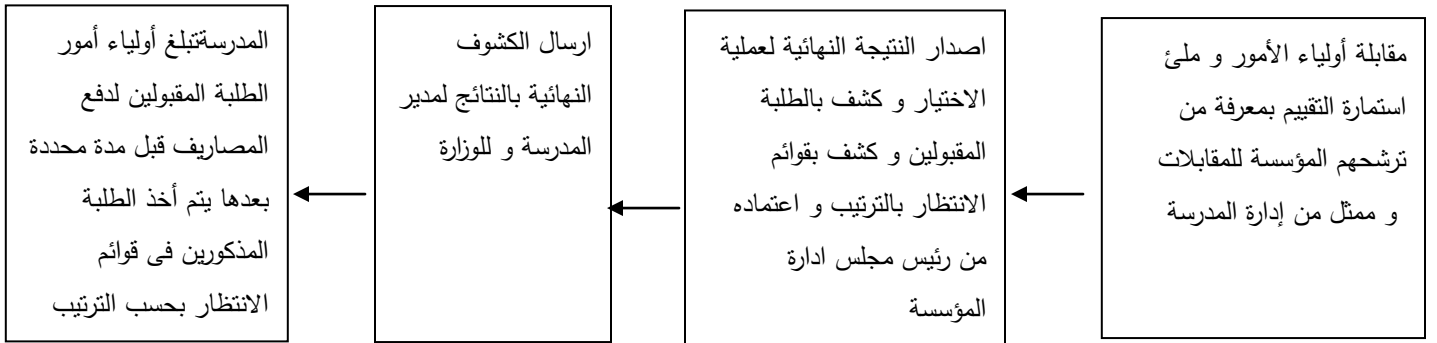 مقابلة أولياء الأمور و ملئ
استمارة التقييم بمعرفة من
ترشحهم المؤسسة للمقابلات
و ممثل من إدارة المدرسة
اصدار النتيجة النهائية لعملية
الاختيار و كشف بالطلبة
المقبولين و كشف بقوائم
الانتظار بالترتيب و اعتماده
من رئيس مجلس ادارة
المؤسسة
ارسال الكشوف
النهائية بالنتائج لمدير
المدرسة و للوزارة
المدرسةتبلغ أولياء أمور
الطلبة المقبولين لدفع
المصاريف قبل مدة محددة
بعدها يتم أخذ الطلبة
المذكورين فى قوائم
الانتظار بحسب الترتيب